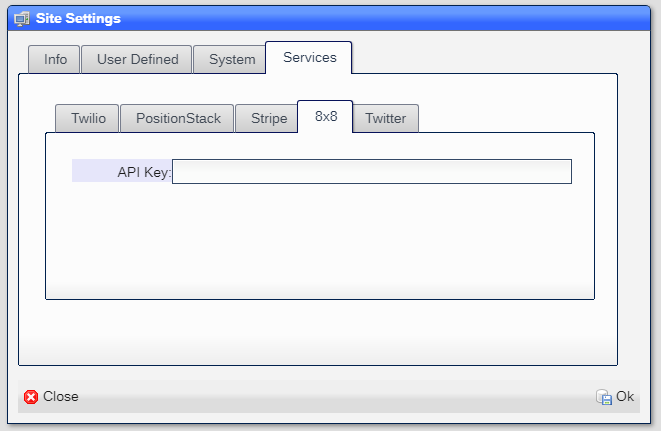 Site Settings
Info User Defined System Services
Twilio PositionStack Stripe 8x8 Twitter
API Key:
Close Ok